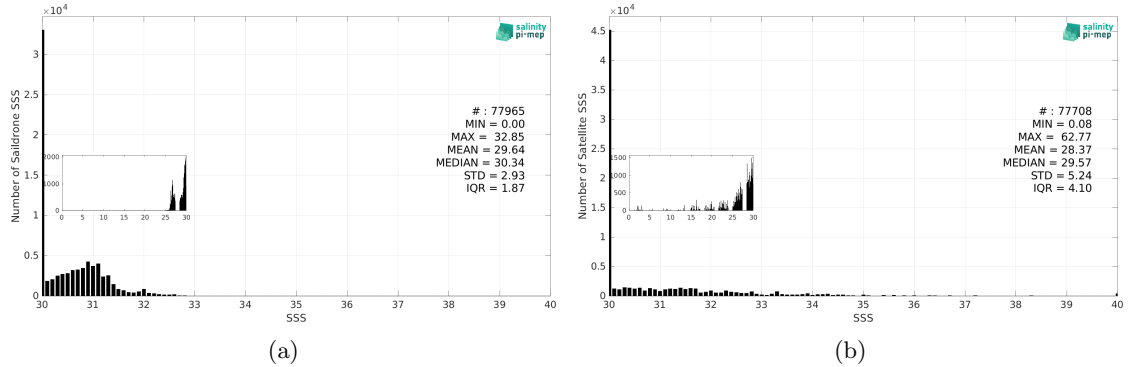 ×10⁴
3
2.5
2
1.5
1
0.5
0
30
31
32
33
34
35
36
37
38
39
40
SSS
Number of Saildrone SSS
salinity
pi-mep
# : 77965
MIN = 0.00
MAX = 32.85
MEAN = 29.64
MEDIAN = 30.34
STD = 2.93
IQR = 1.87
2000
1000
0
0
5
10
15
20
25
30
(a)
×10⁴
4.5
4
3.5
3
2.5
2
1.5
1
0.5
0
30
31
32
33
34
35
36
37
38
39
40
SSS
Number of Satellite SSS
salinity
pi-mep
# : 77708
MIN = 0.08
MAX = 62.77
MEAN = 28.37
MEDIAN = 29.57
STD = 5.24
IQR = 4.10
1500
1000
500
0
0
5
10
15
20
25
30
(b)